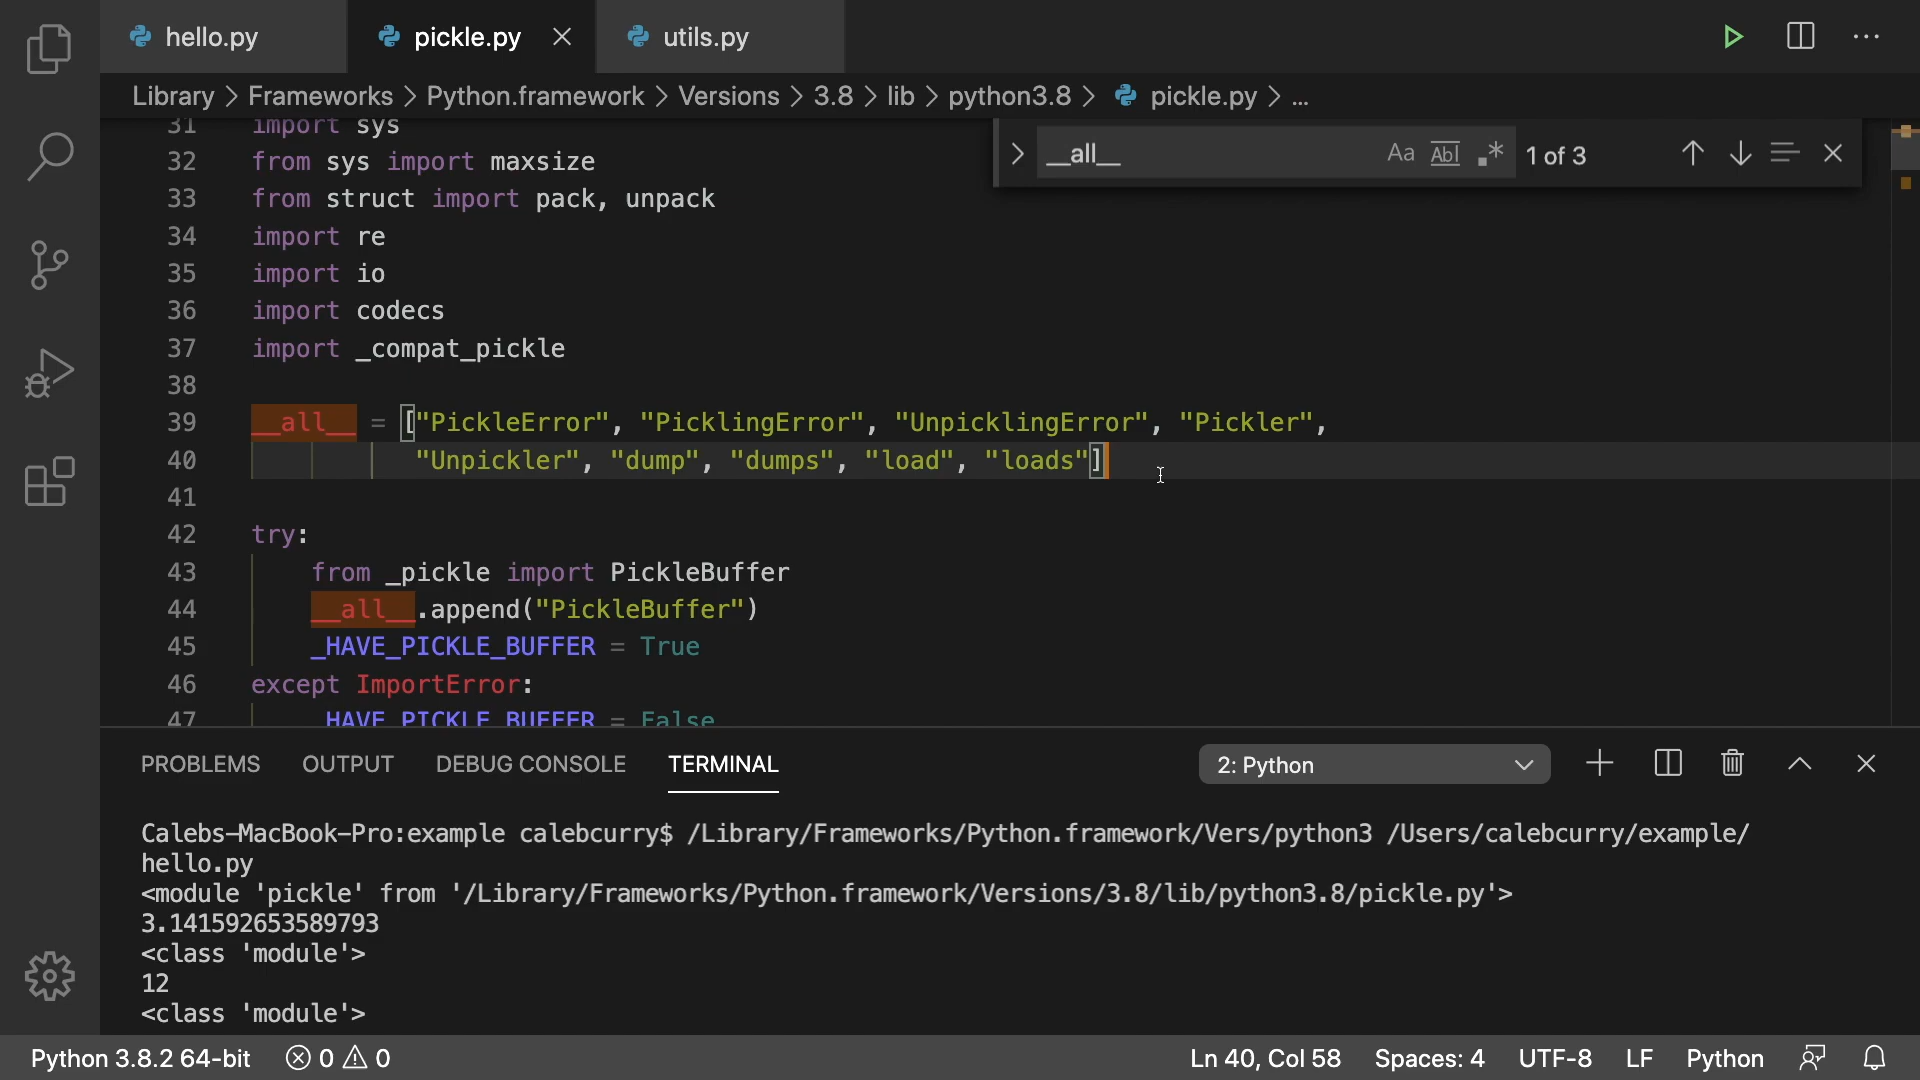 hello.py
pickle.py
utils.py
Library > Frameworks > Python.framework > Versions > 3.8 > lib > python3.8 > pickle.py > ...
__all__
Aa Abl .* 1 of 3
31 import sys
32 from sys import maxsize
33 from struct import pack, unpack
34 import re
35 import io
36 import codecs
37 import _compat_pickle
38
39 __all__ = ["PickleError", "PicklingError", "UnpicklingError", "Pickler",
40 "Unpickler", "dump", "dumps", "load", "loads"]
41
42 try:
43 from _pickle import PickleBuffer
44 __all__.append("PickleBuffer")
45 _HAVE_PICKLE_BUFFER = True
46 except ImportError:
47 _HAVE_PICKLE_BUFFER = False
PROBLEMS OUTPUT DEBUG CONSOLE TERMINAL
2: Python
Calebs-MacBook-Pro:example calebcurry$ /Library/Frameworks/Python.framework/Vers/python3 /Users/calebcurry/example/
hello.py
<module 'pickle' from '/Library/Frameworks/Python.framework/Versions/3.8/lib/python3.8/pickle.py'>
3.141592653589793
<class 'module'>
12
<class 'module'>
Python 3.8.2 64-bit 0 0 Ln 40, Col 58 Spaces: 4 UTF-8 LF Python